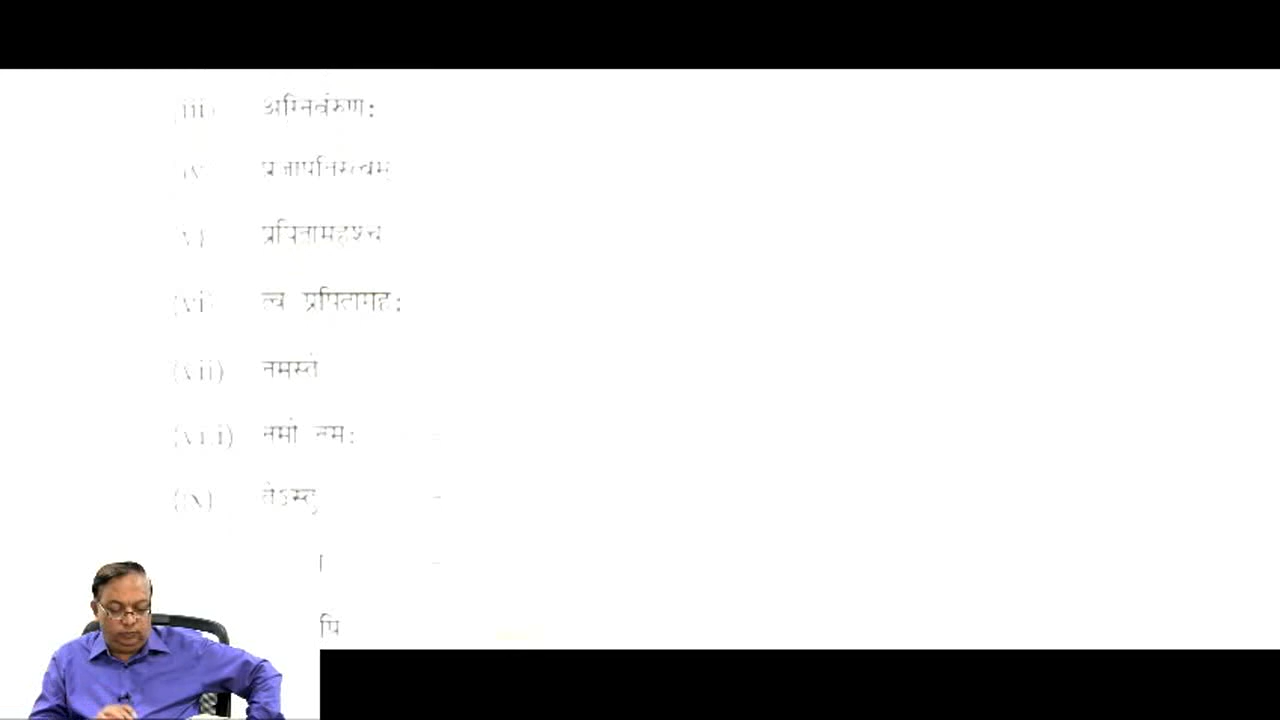 (iii) अग्निर्वरुणः
(iv) प्रजापतिस्त्वम्
(v) प्रपितामहश्च
(vi) त्व प्रपितामहः
(vii) नमस्ते
(viii) नमो नमः -
(ix) तेऽस्तु -
-
पि